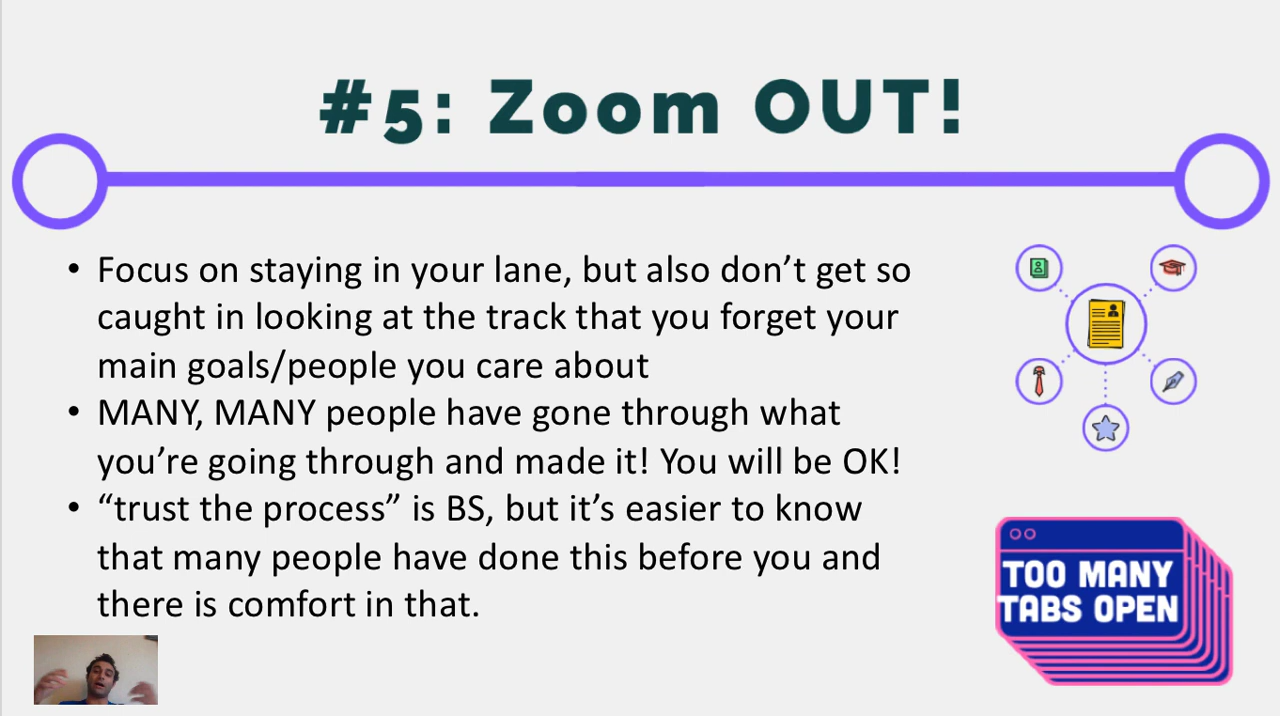 #5: Zoom OUT!
• Focus on staying in your lane, but also don’t get so
caught in looking at the track that you forget your
main goals/people you care about
• MANY, MANY people have gone through what
you’re going through and made it! You will be OK!
• “trust the process” is BS, but it’s easier to know
that many people have done this before you and
there is comfort in that.
TOO MANY
TABS OPEN